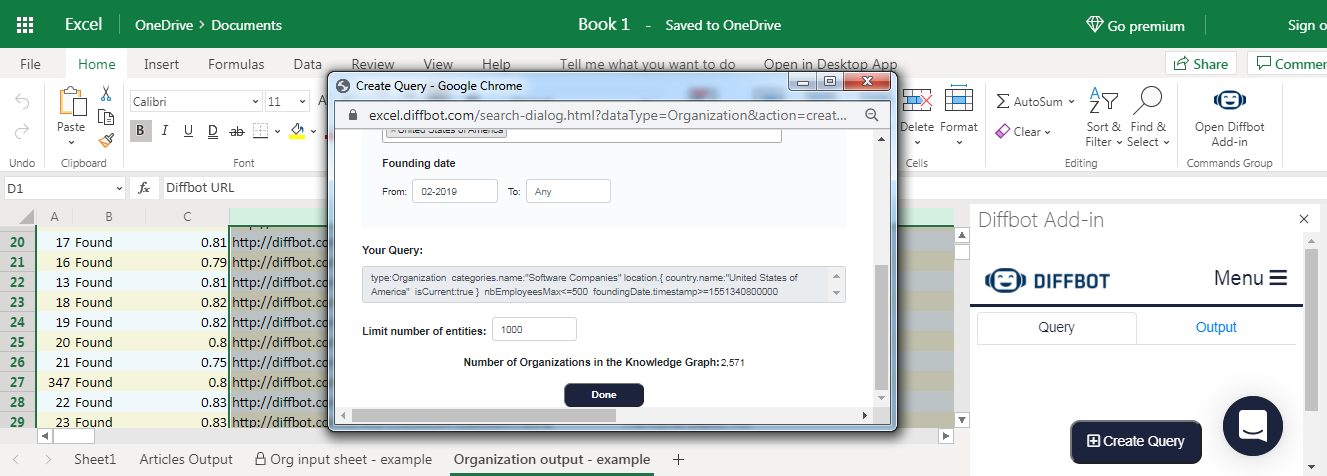 Excel
OneDrive > Documents
Book 1 - Saved to OneDrive
Go premium
Sign o
File Home Insert Formulas Data Review View Help Tell me what you want to do Open in Desktop App
Share
Commer
Create Query - Google Chrome
excel.diffbot.com/search-dialog.html?dataType=Organization&action=creat...
Paste
Calibri
11
B I U D ab
Undo
Clipboard
Font
Delete Format
Cells
AutoSum
Clear
Sort & Filter
Find & Select
Editing
Open Diffbot
Add-in
Commands Group
D1
fx
Diffbot URL
A B C
20 17 Found 0.81 http://diffbot.co
21 16 Found 0.79 http://diffbot.co
22 13 Found 0.81 http://diffbot.co
23 18 Found 0.82 http://diffbot.co
24 19 Found 0.82 http://diffbot.co
25 20 Found 0.8 http://diffbot.co
26 21 Found 0.75 http://diffbot.co
27 347 Found 0.8 http://diffbot.co
28 22 Found 0.83 http://diffbot.co
29 23 Found 0.83 http://diffbot.co
× United States of America
Founding date
From: 02-2019 To: Any
Your Query:
type:Organization categories.name:"Software Companies" location.{ country.name:"United States of
America" isCurrent:true } nbEmployeesMax<=500 foundingDate.timestamp>=1551340800000
Limit number of entities: 1000
Number of Organizations in the Knowledge Graph:2,571
Done
Diffbot Add-in
DIFFBOT
Menu
Query
Output
Create Query
Sheet1 Articles Output Org input sheet - example Organization output - example